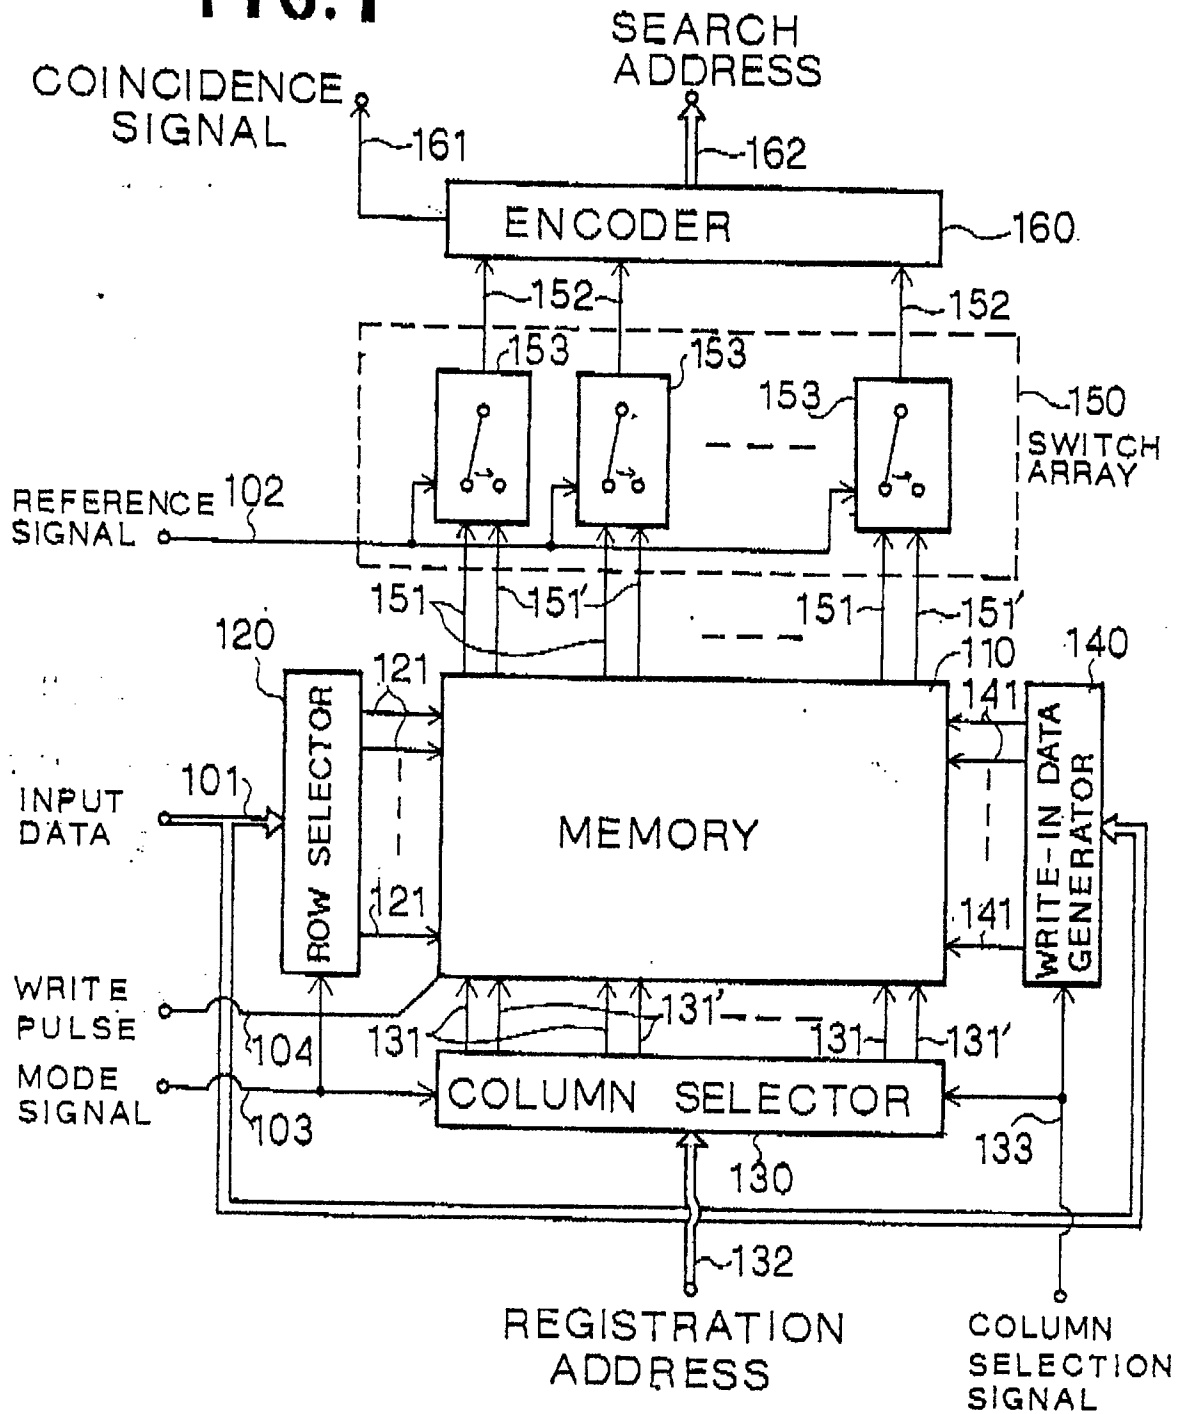 FIG. 1
SEARCH
ADDRESS
COINCIDENCE
SIGNAL
161
162
ENCODER
160
152
152
153
153
153
150
SWITCH
ARRAY
REFERENCE
SIGNAL
102
151
151'
151
151'
120
110
140
121
141
ROW SELECTOR
WRITE-IN DATA
GENERATOR
101
INPUT
DATA
MEMORY
121
141
WRITE
PULSE
104
131
131'
131
131'
MODE
SIGNAL
103
COLUMN SELECTOR
133
130
132
REGISTRATION
ADDRESS
COLUMN
SELECTION
SIGNAL